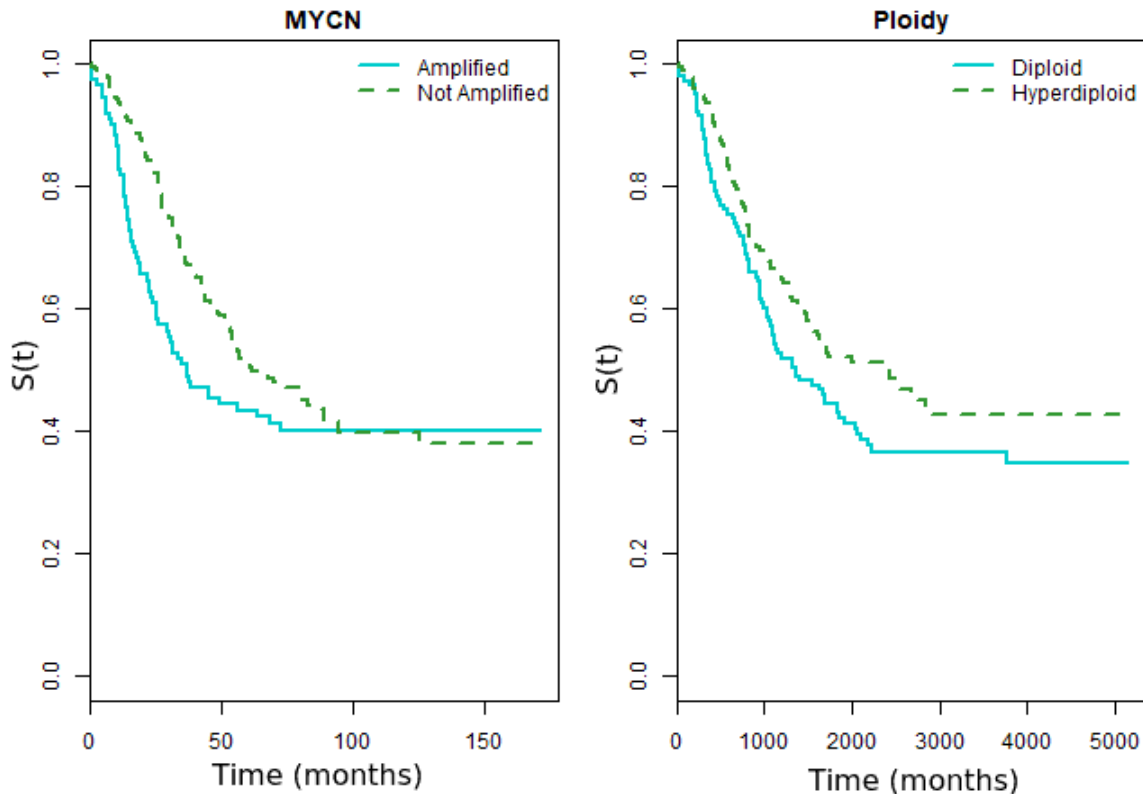 MYCN
Amplified
Not Amplified
S(t)
1.0
0.8
0.6
0.4
0.2
0.0
0 50 100 150
Time (months)
Ploidy
Diploid
Hyperdiploid
S(t)
1.0
0.8
0.6
0.4
0.2
0.0
0 1000 2000 3000 4000 5000
Time (months)